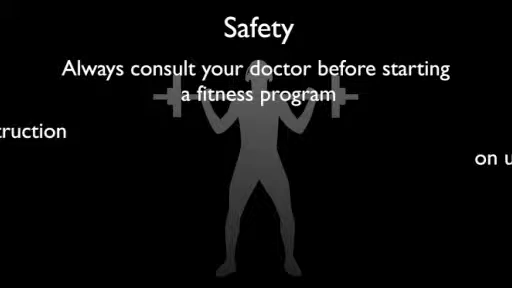 Safety
Always consult your doctor before starting
a fitness program
truction
on u